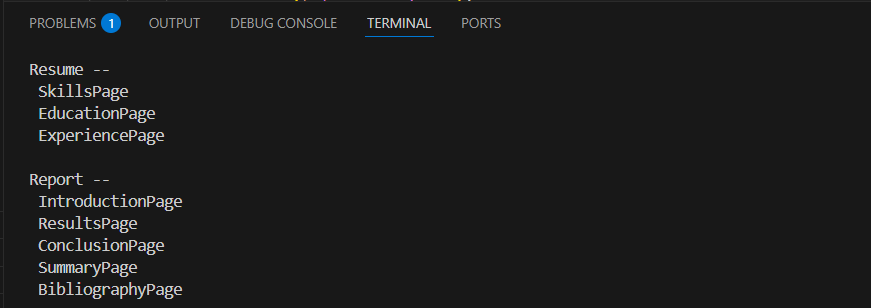 PROBLEMS 1 OUTPUT DEBUG CONSOLE TERMINAL PORTS
Resume --
 SkillsPage
 EducationPage
 ExperiencePage

Report --
 IntroductionPage
 ResultsPage
 ConclusionPage
 SummaryPage
 BibliographyPage